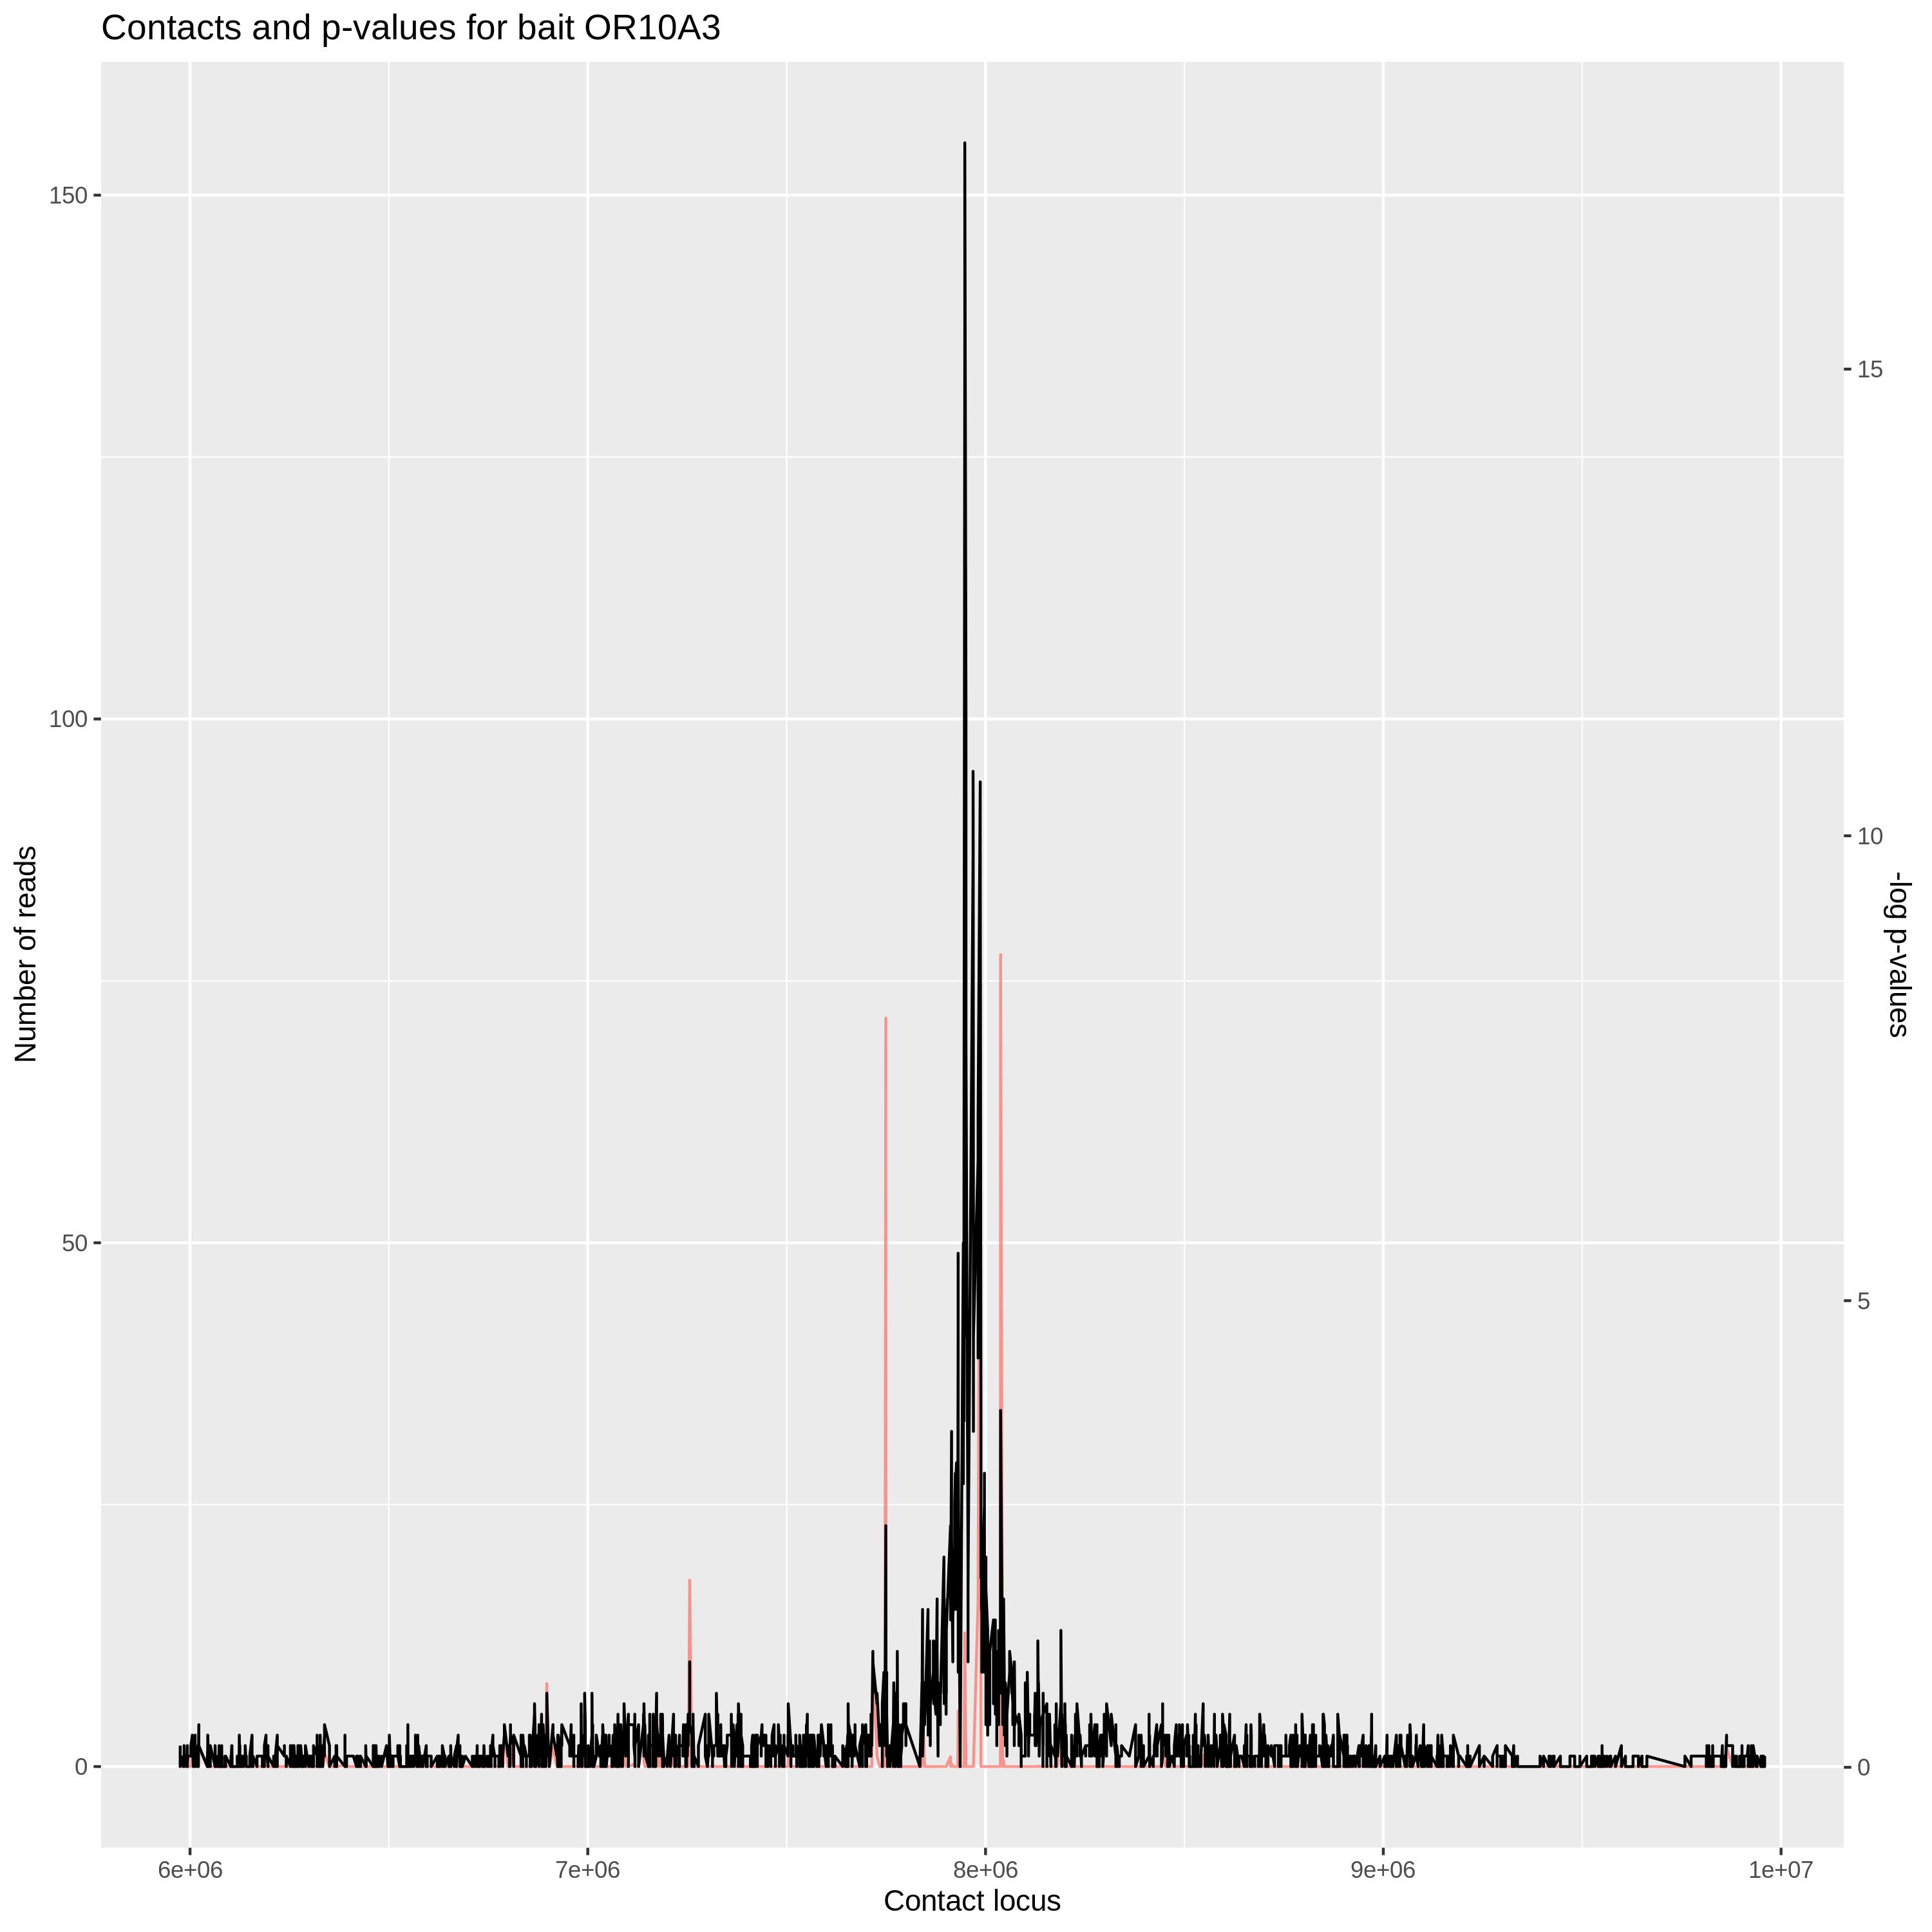 Contacts and p-values for bait OR10A3
Number of reads
150
100
50
0
15
10
5
0
-log p-values
6e+06 7e+06 8e+06 9e+06 1e+07
Contact locus